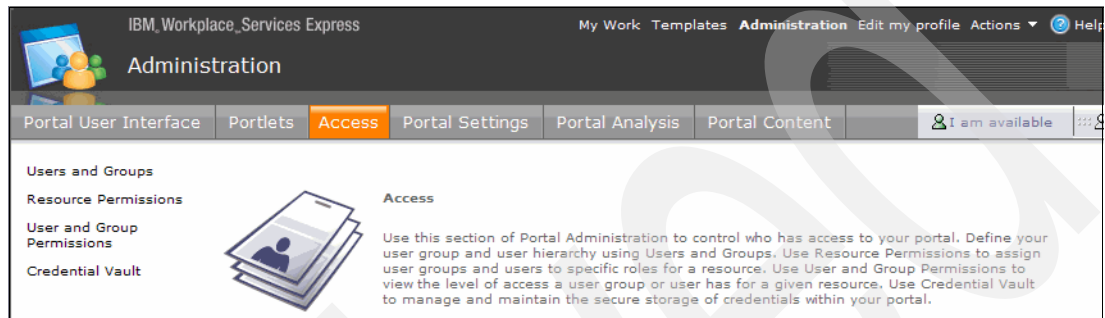 IBM® Workplace™ Services Express
My Work Templates Administration Edit my profile Actions Help
Administration
Portal User Interface Portlets Access Portal Settings Portal Analysis Portal Content
I am available
Users and Groups
Resource Permissions
User and Group
Permissions
Credential Vault
Access
Use this section of Portal Administration to control who has access to your portal. Define your
user group and user hierarchy using Users and Groups. Use Resource Permissions to assign
user groups and users to specific roles for a resource. Use User and Group Permissions to
view the level of access a user group or user has for a given resource. Use Credential Vault
to manage and maintain the secure storage of credentials within your portal.